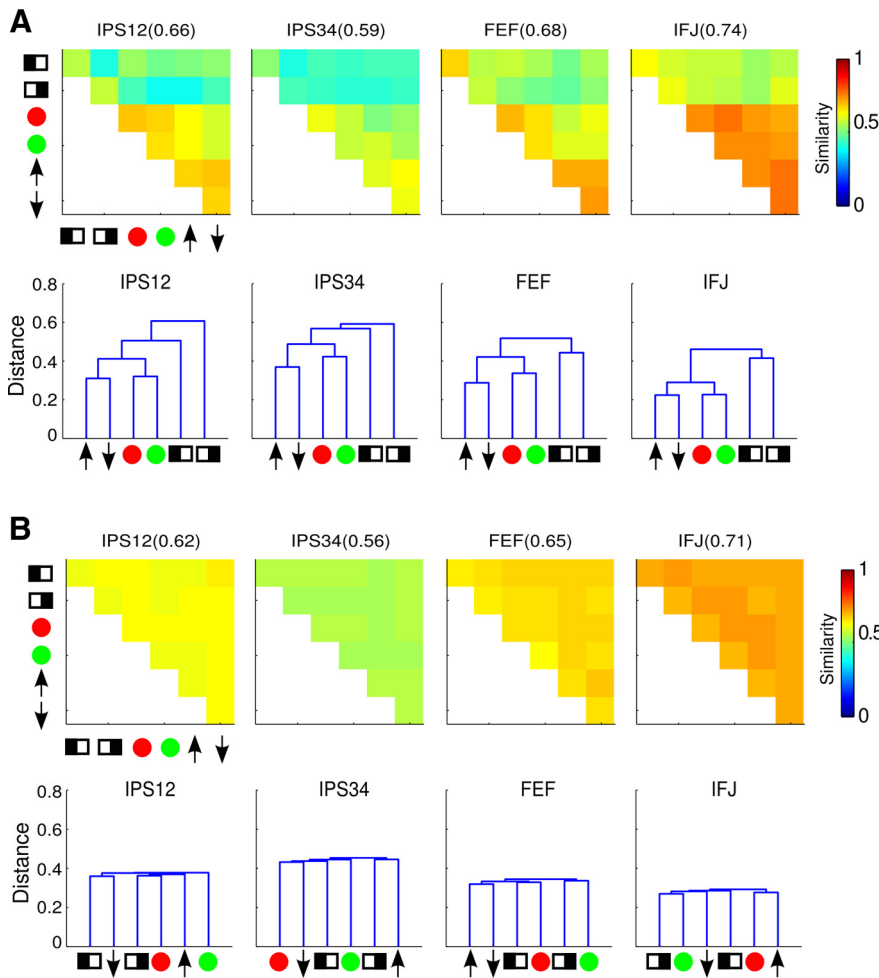 A
IPS12(0.66) IPS34(0.59) FEF(0.68) IFJ(0.74)
1
0.5
0
Similarity
IPS12 IPS34 FEF IFJ
0.8
0.6
0.4
0.2
0
Distance
B
IPS12(0.62) IPS34(0.56) FEF(0.65) IFJ(0.71)
1
0.5
0
Similarity
IPS12 IPS34 FEF IFJ
0.8
0.6
0.4
0.2
0
Distance